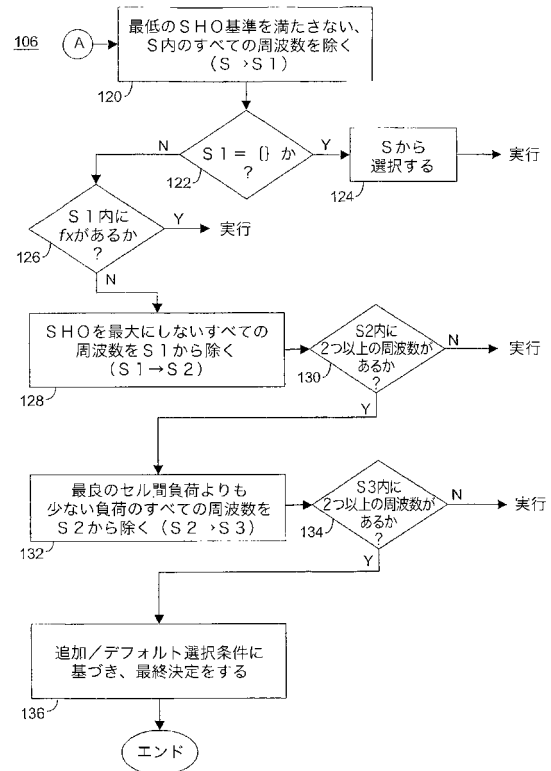 106
A
最低のSHO基準を満たさない、
S内のすべての周波数を除く
(S→S1)
120
S1= {} か
?
122
N
Y
Sから
選択する
124
実行
S1内に
fxがあるか
?
126
Y
実行
N
SHOを最大にしないすべての
周波数をS1から除く
(S1→S2)
128
S2内に
2つ以上の周波数が
あるか
?
130
N
実行
Y
最良のセル間負荷よりも
少ない負荷のすべての周波数を
S2から除く(S2→S3)
132
S3内に
2つ以上の周波数が
あるか
?
134
N
実行
Y
追加/デフォルト選択条件に
基づき、最終決定をする
136
エンド